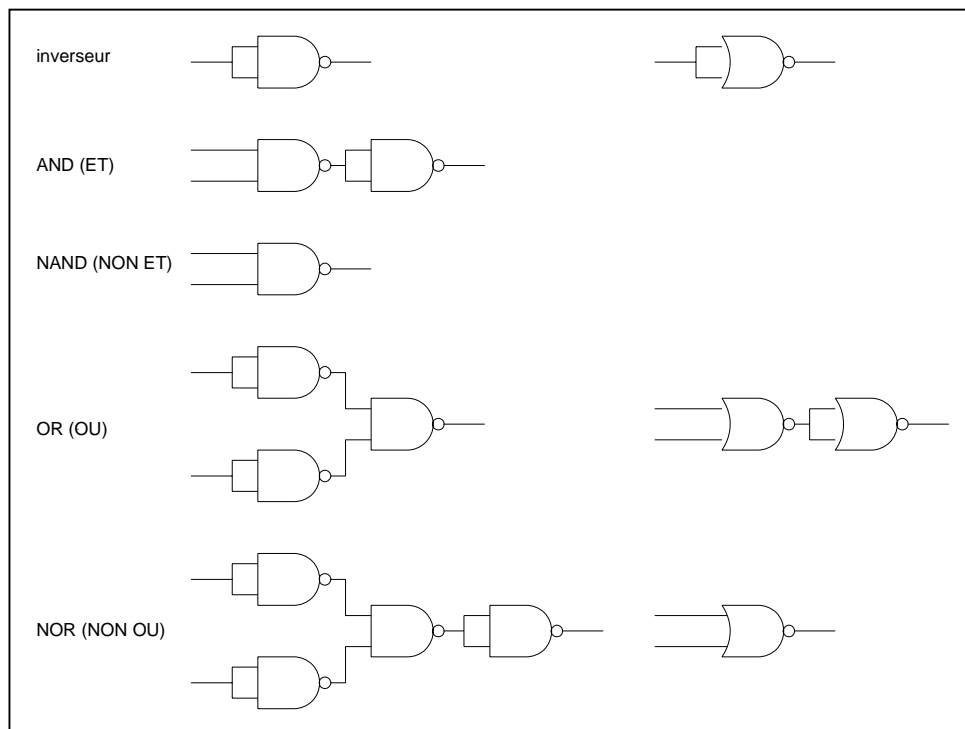 inverseur
AND (ET)
NAND (NON ET)
OR (OU)
NOR (NON OU)